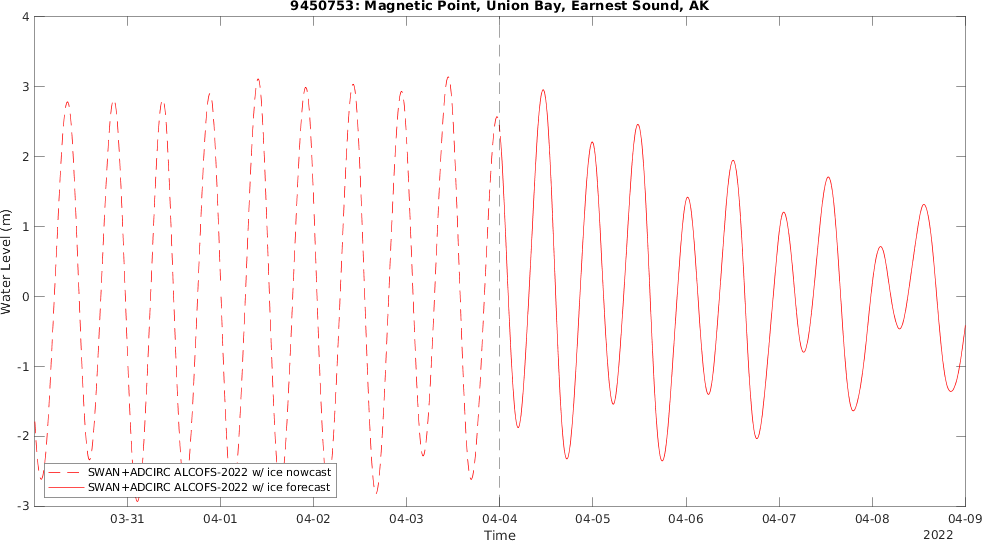 9450753: Magnetic Point, Union Bay, Earnest Sound, AK
4
3
2
1
0
-1
-2
-3
Water Level (m)
SWAN+ADCIRC ALCOFS-2022 w/ ice nowcast
SWAN+ADCIRC ALCOFS-2022 w/ ice forecast
03-31 04-01 04-02 04-03 04-04 04-05 04-06 04-07 04-08 04-09
Time
2022